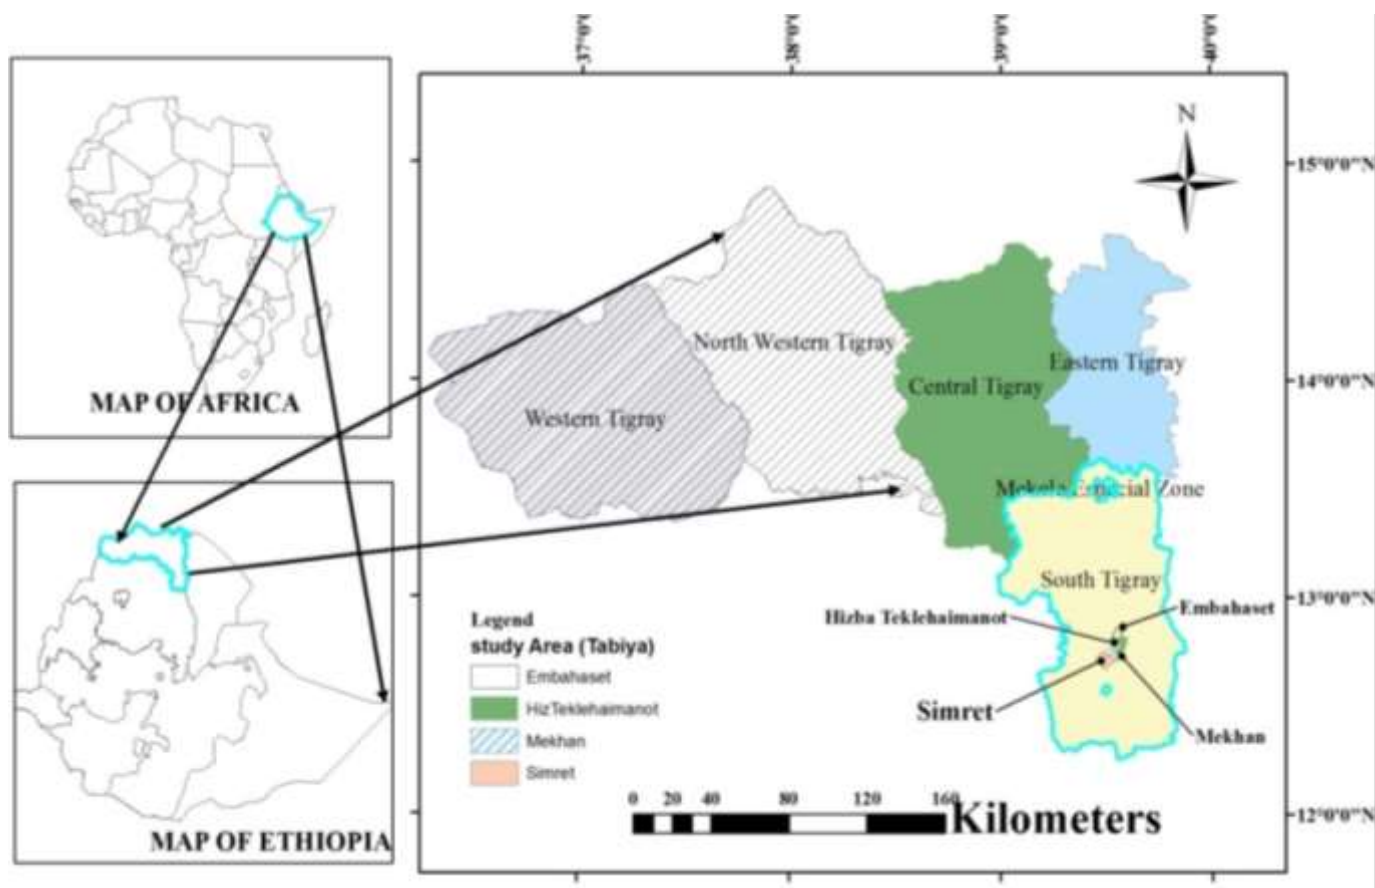 37°0'0"
38°0'0"
39°0'0"
40°0'0"
N
15°0'0"N
14°0'0"N
13°0'0"N
12°0'0"N
MAP OF AFRICA
MAP OF ETHIOPIA
North Western Tigray
Western Tigray
Central Tigray
Eastern Tigray
Zone
South Tigray
Embahaset
Hizba Teklehaimanot
Simret
Mekhan
Legend
study Area (Tabiya)
Embahaset
HizTeklehaimanot
Mekhan
Simret
0 20 40 80 120 160
Kilometers